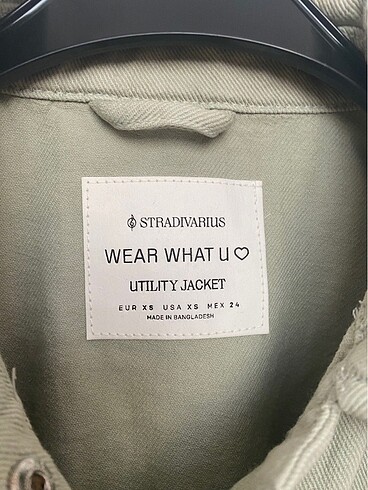 STRADIVARIUS
WEAR WHAT U ♡
UTILITY JACKET
EUR XS USA XS MEX 24
MADE IN BANGLADESH